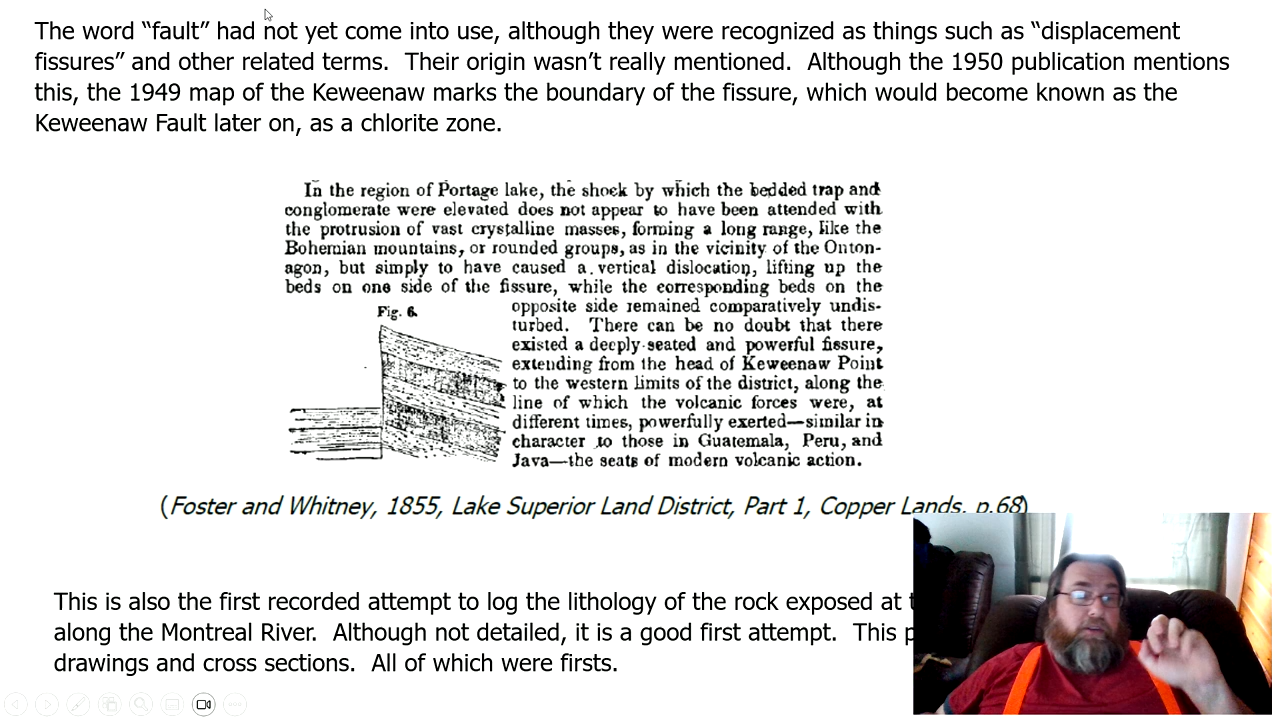 The word “fault” had not yet come into use, although they were recognized as things such as “displacement
fissures” and other related terms.  Their origin wasn’t really mentioned.  Although the 1950 publication mentions
this, the 1949 map of the Keweenaw marks the boundary of the fissure, which would become known as the
Keweenaw Fault later on, as a chlorite zone.
In the region of Portage lake, the shock by which the bedded trap and
conglomerate were elevated does not appear to have been attended with
the protrusion of vast crystalline masses, forming a long range, like the
Bohemian mountains, or rounded groups, as in the vicinity of the Onton-
agon, but simply to have caused a vertical dislocation, lifting up the
beds on one side of the fissure, while the corresponding beds on the
Fig. 6.
opposite side remained comparatively undis-
turbed.  There can be no doubt that there
existed a deeply-seated and powerful fissure,
extending from the head of Keweenaw Point
to the western limits of the district, along the
line of which the volcanic forces were, at
different times, powerfully exerted—similar in
character to those in Guatemala, Peru, and
Java—the seats of modern volcanic action.
(Foster and Whitney, 1855, Lake Superior Land District, Part 1, Copper Lands, p.68)
This is also the first recorded attempt to log the lithology of the rock exposed at
along the Montreal River.  Although not detailed, it is a good first attempt.  This
drawings and cross sections.  All of which were firsts.